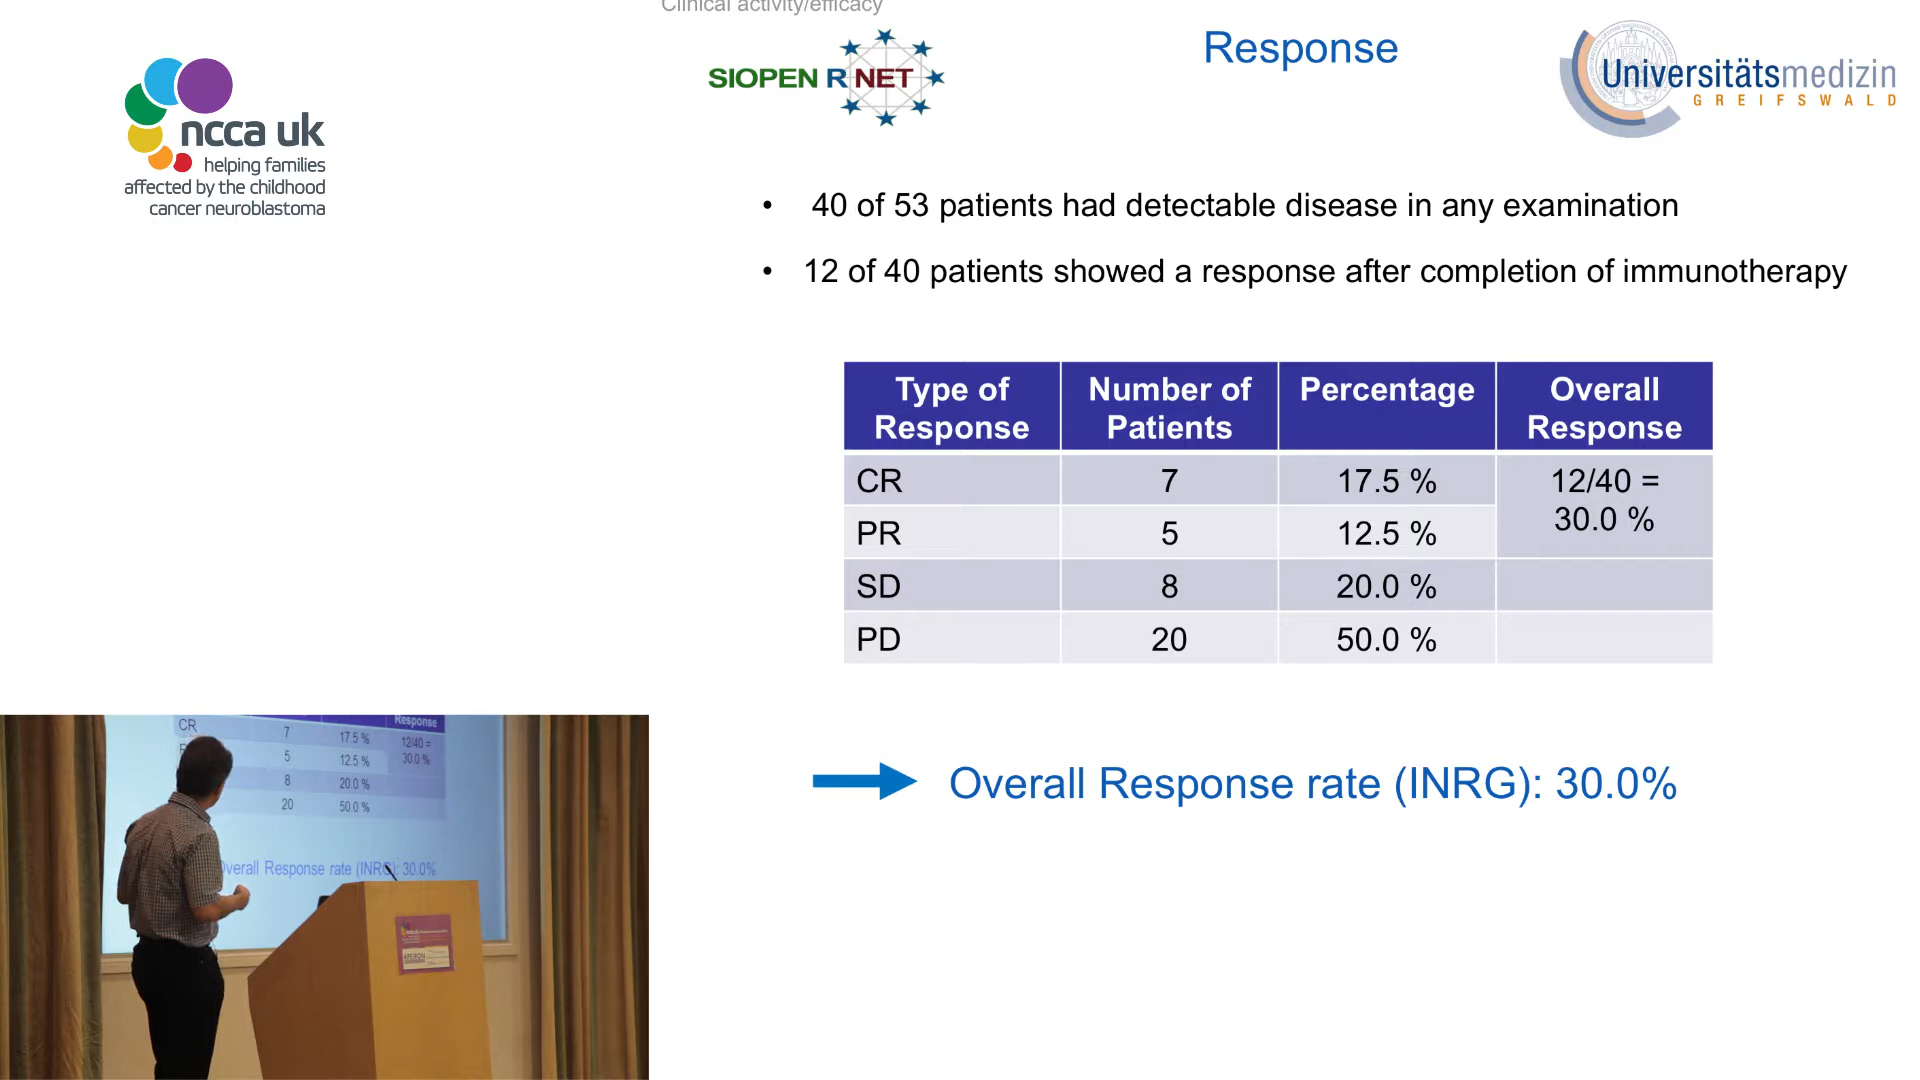 Clinical activity/efficacy
SIOPEN R NET
Response
Universitätsmedizin
GREIFSWALD
ncca uk
helping families
affected by the childhood
cancer neuroblastoma
• 40 of 53 patients had detectable disease in any examination
• 12 of 40 patients showed a response after completion of immunotherapy
Type of Response Number of Patients Percentage Overall Response
CR 7 17.5 % 12/40 = 30.0 %
PR 5 12.5 %
SD 8 20.0 %
PD 20 50.0 %
Overall Response rate (INRG): 30.0%
Response
CR 7 17.5 % 12/40 =
5 12.5 % 30.0 %
8 20.0 %
20 50.0 %
verall Response rate (INRG): 30.0%
APEIRON